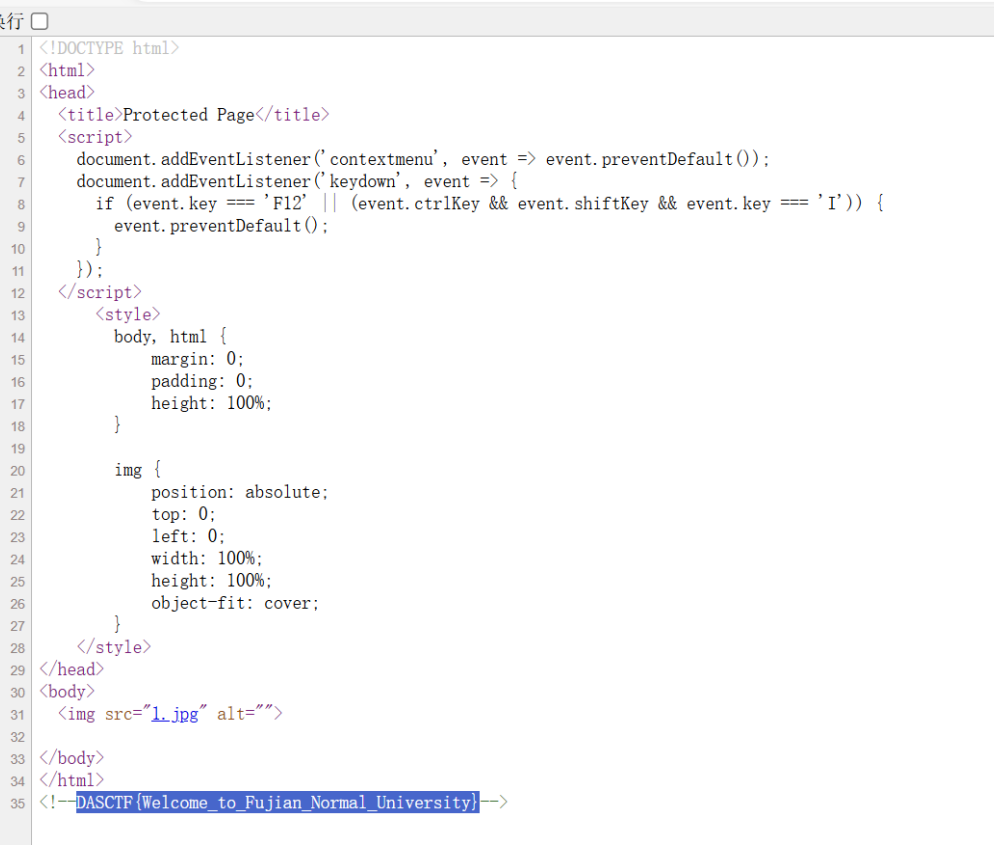 换行
1 <!DOCTYPE html>
2 <html>
3 <head>
4 <title>Protected Page</title>
5 <script>
6 document.addEventListener('contextmenu', event => event.preventDefault());
7 document.addEventListener('keydown', event => {
8 if (event.key === 'F12' || (event.ctrlKey && event.shiftKey && event.key === 'I')) {
9 event.preventDefault();
10 }
11 });
12 </script>
13 <style>
14 body, html {
15 margin: 0;
16 padding: 0;
17 height: 100%;
18 }
19
20 img {
21 position: absolute;
22 top: 0;
23 left: 0;
24 width: 100%;
25 height: 100%;
26 object-fit: cover;
27 }
28 </style>
29 </head>
30 <body>
31 <img src="1.jpg" alt="">
32
33 </body>
34 </html>
35 <!--DASCTF{Welcome_to_Fujian_Normal_University}-->